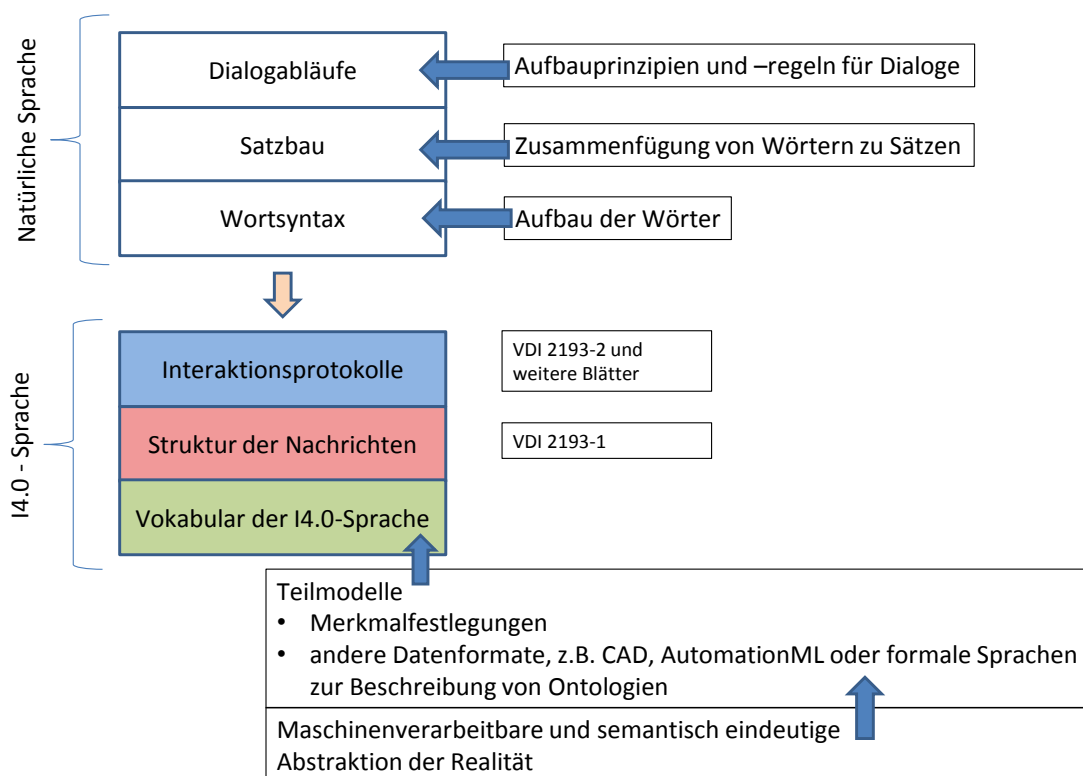 Natürliche Sprache
Dialogabläufe
Aufbauprinzipien und –regeln für Dialoge
Satzbau
Zusammenfügung von Wörtern zu Sätzen
Wortsyntax
Aufbau der Wörter
I4.0 - Sprache
Interaktionsprotokolle
VDI 2193-2 und
weitere Blätter
Struktur der Nachrichten
VDI 2193-1
Vokabular der I4.0-Sprache
Teilmodelle
• Merkmalfestlegungen
• andere Datenformate, z.B. CAD, AutomationML oder formale Sprachen
zur Beschreibung von Ontologien
Maschinenverarbeitbare und semantisch eindeutige
Abstraktion der Realität